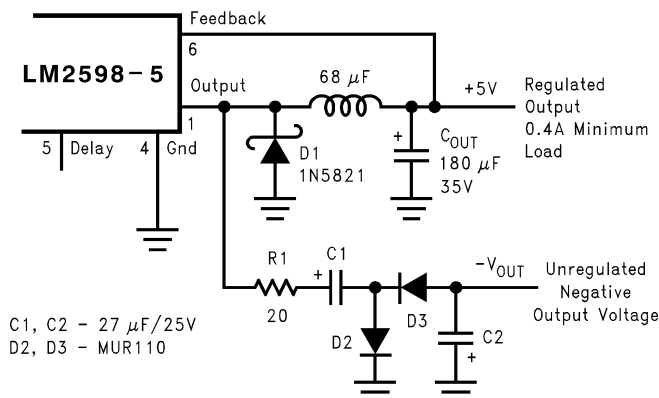 Feedback
6
LM2598-5
Output
1
5 Delay
4 Gnd
68 μF
+5V
Regulated
Output
0.4A Minimum
Load
D1
1N5821
+
COUT
180 μF
35V
R1
20
+
C1
D2
D3
-VOUT
C2
+
Unregulated
Negative
Output Voltage
C1, C2 - 27 μF/25V
D2, D3 - MUR110